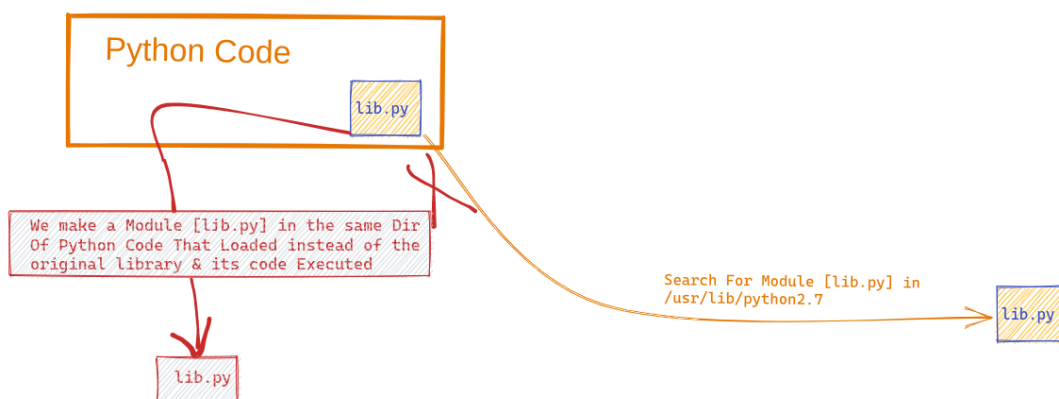 Python Code
lib.py
We make a Module [lib.py] in the same Dir
Of Python Code That Loaded instead of the
original library & its code Executed
Search For Module [lib.py] in
/usr/lib/python2.7
lib.py
lib.py